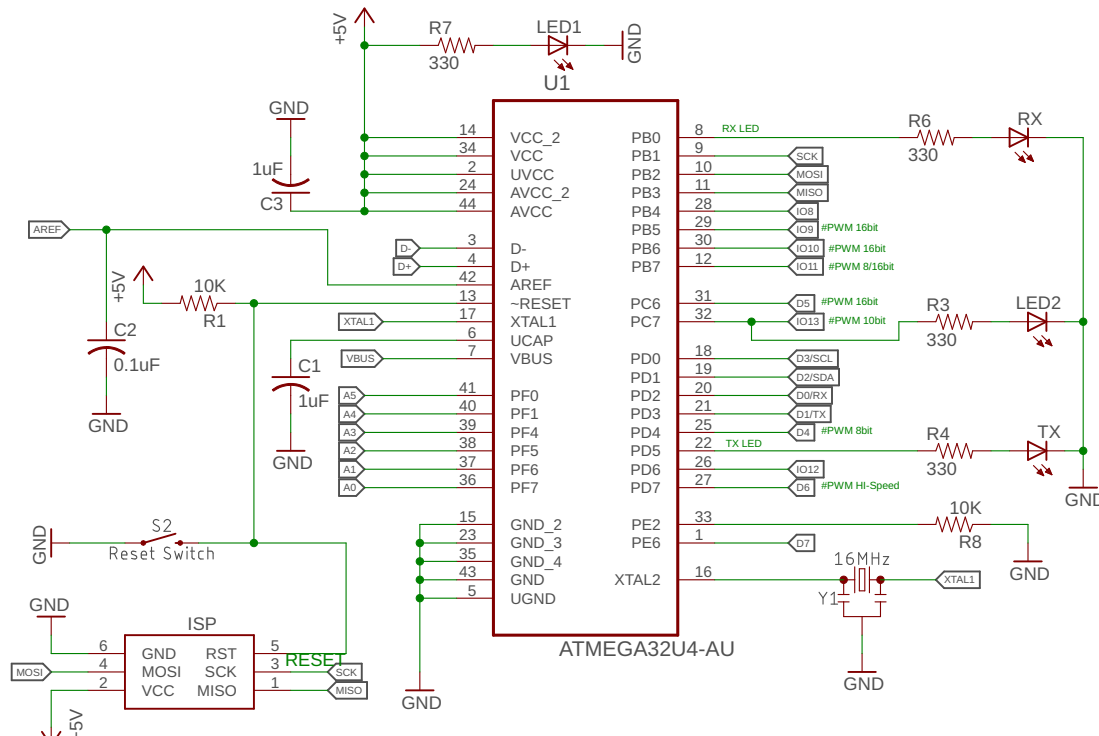 +5V
R7
330
LED1
GND
U1
GND
1uF
C3
14 VCC_2
34 VCC
2 UVCC
24 AVCC_2
44 AVCC
AREF
D- 3 D-
D+ 4 D+
42 AREF
13 ~RESET
XTAL1 17 XTAL1
6 UCAP
VBUS 7 VBUS
A5 41 PF0
A4 40 PF1
A3 39 PF4
A2 38 PF5
A1 37 PF6
A0 36 PF7
15 GND_2
23 GND_3
35 GND_4
43 GND
5 UGND
GND
+5V
10K
R1
C2
0.1uF
GND
C1
1uF
GND
GND
S2
Reset Switch
GND
ISP
6 GND RST 5
RESET
MOSI 4 MOSI SCK 3 SCK
2 VCC MISO 1 MISO
+5V
PB0 8 RX LED
R6
330
RX
PB1 9 SCK
PB2 10 MOSI
PB3 11 MISO
PB4 28 IO8
PB5 29 IO9 #PWM 16bit
PB6 30 IO10 #PWM 16bit
PB7 12 IO11 #PWM 8/16bit
PC6 31 D5 #PWM 16bit
PC7 32 IO13 #PWM 10bit
R3
330
LED2
PD0 18 D3/SCL
PD1 19 D2/SDA
PD2 20 D0/RX
PD3 21 D1/TX
PD4 25 D4 #PWM 8bit
PD5 22 TX LED
R4
330
TX
PD6 26 IO12
PD7 27 D6 #PWM HI-Speed
GND
PE2 33
10K
R8
GND
PE6 1 D7
XTAL2 16
16MHz
Y1
XTAL1
GND
ATMEGA32U4-AU